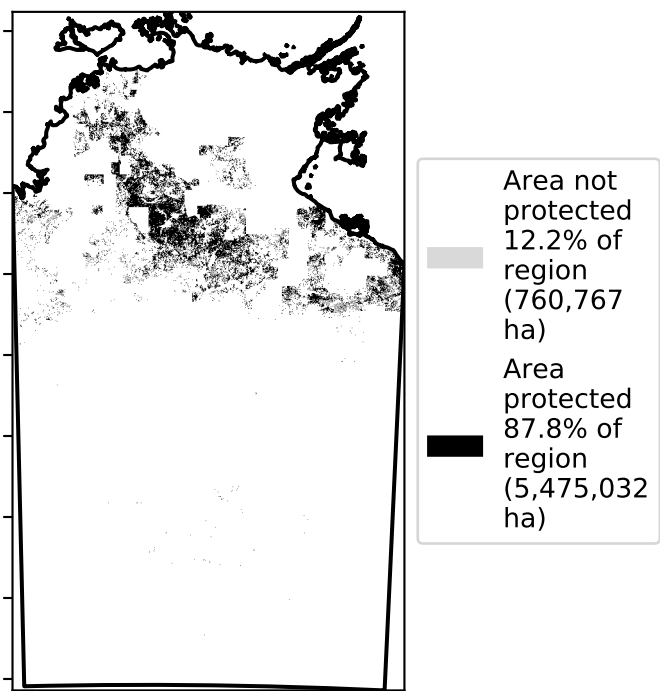 Area not
protected
12.2% of
region
(760,767
ha)
Area
protected
87.8% of
region
(5,475,032
ha)